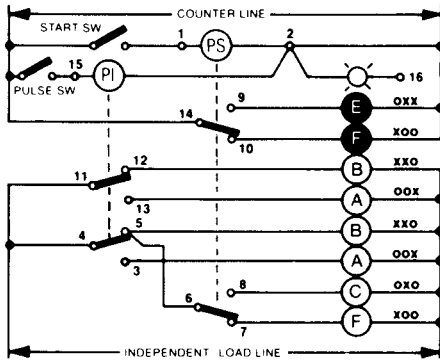 COUNTER LINE
START SW
1
PS
2
15
PI
16
PULSE SW
9
E
OXX
14
10
F
XOO
12
B
XXO
11
13
A
OOX
5
B
XXO
4
3
A
OOX
8
C
OXO
6
7
F
XOO
INDEPENDENT LOAD LINE